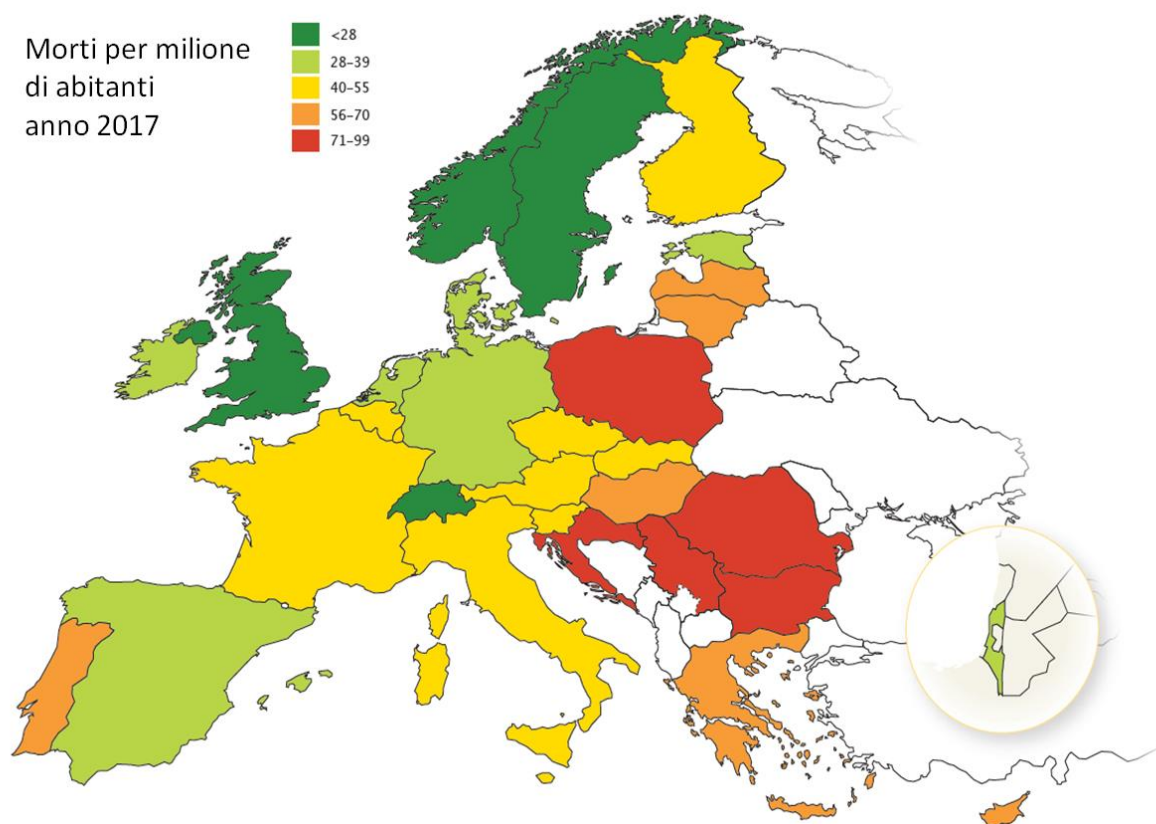 Morti per milione
di abitanti
anno 2017
<28
28–39
40–55
56–70
71–99